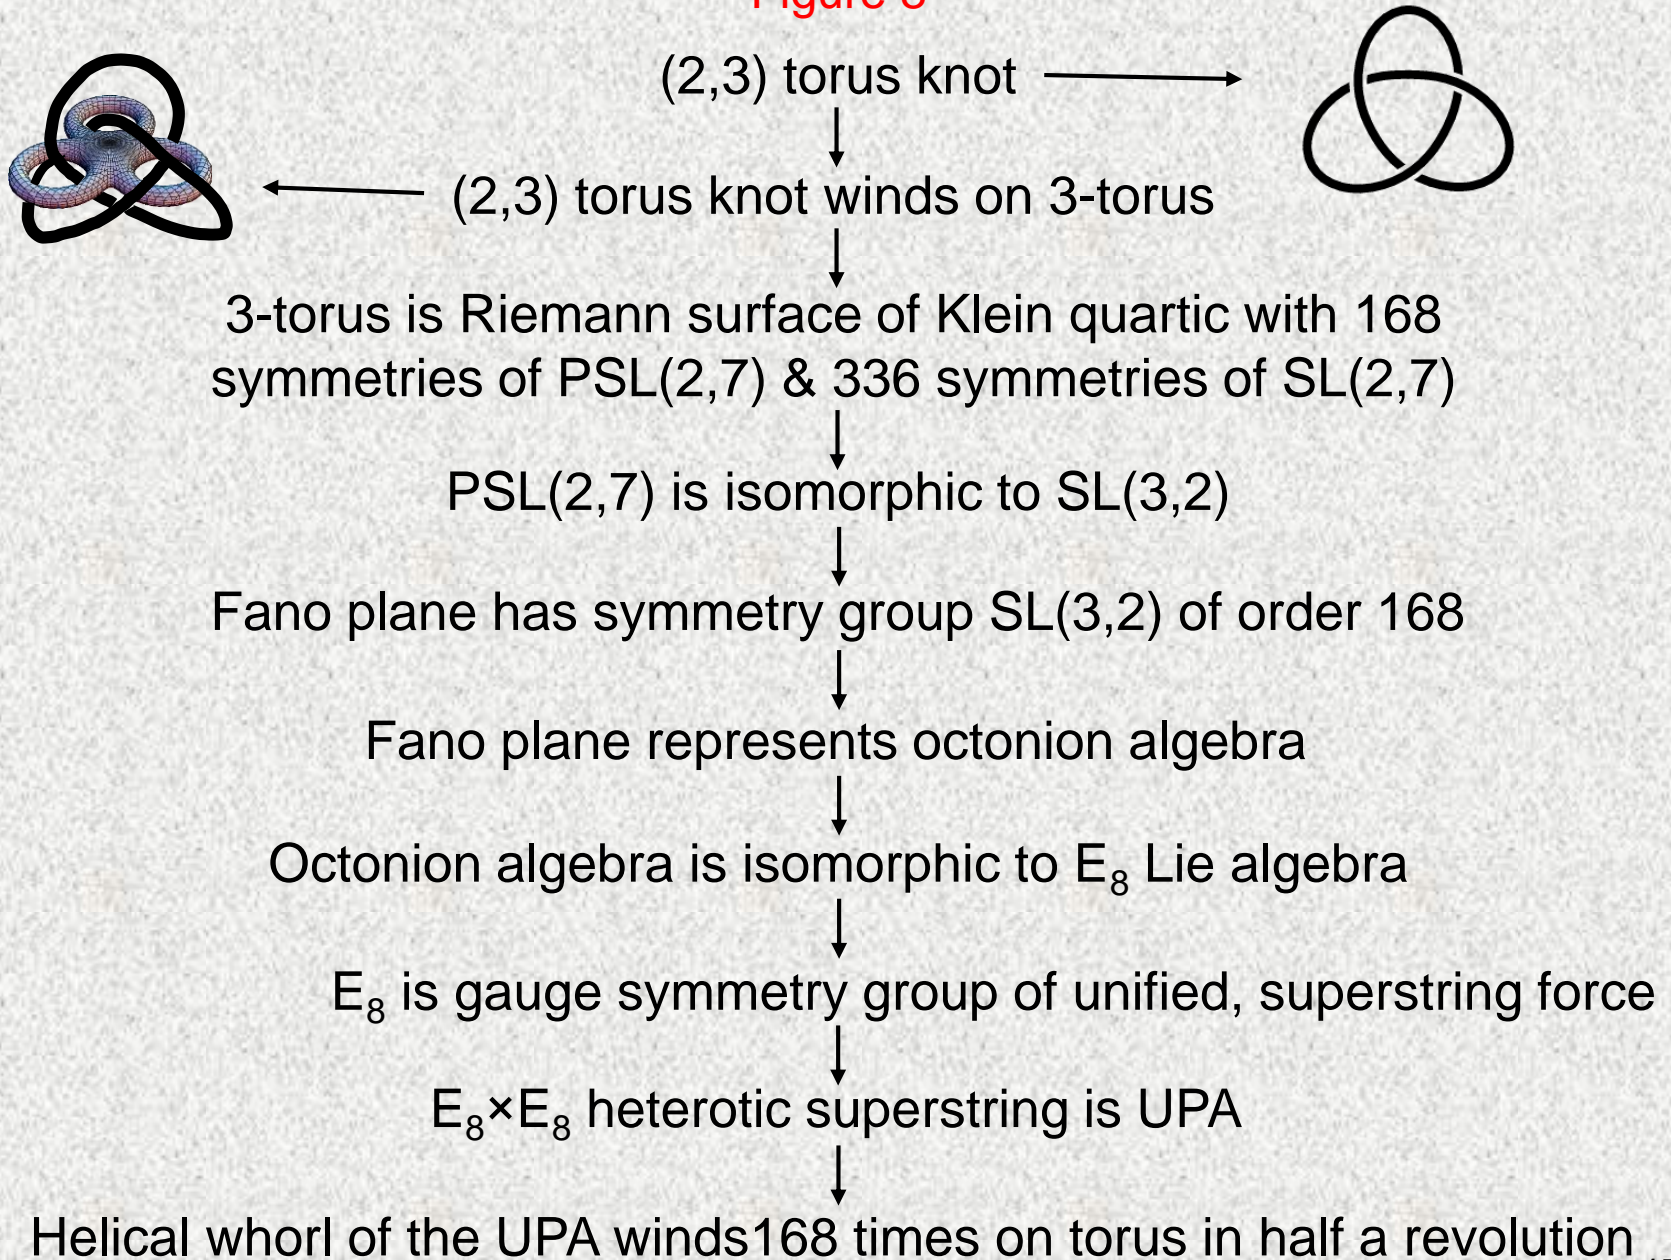 Figure 8
(2,3) torus knot
(2,3) torus knot winds on 3-torus
3-torus is Riemann surface of Klein quartic with 168
symmetries of PSL(2,7) & 336 symmetries of SL(2,7)
PSL(2,7) is isomorphic to SL(3,2)
Fano plane has symmetry group SL(3,2) of order 168
Fano plane represents octonion algebra
Octonion algebra is isomorphic to E₈ Lie algebra
E₈ is gauge symmetry group of unified, superstring force
E₈×E₈ heterotic superstring is UPA
Helical whorl of the UPA winds168 times on torus in half a revolution